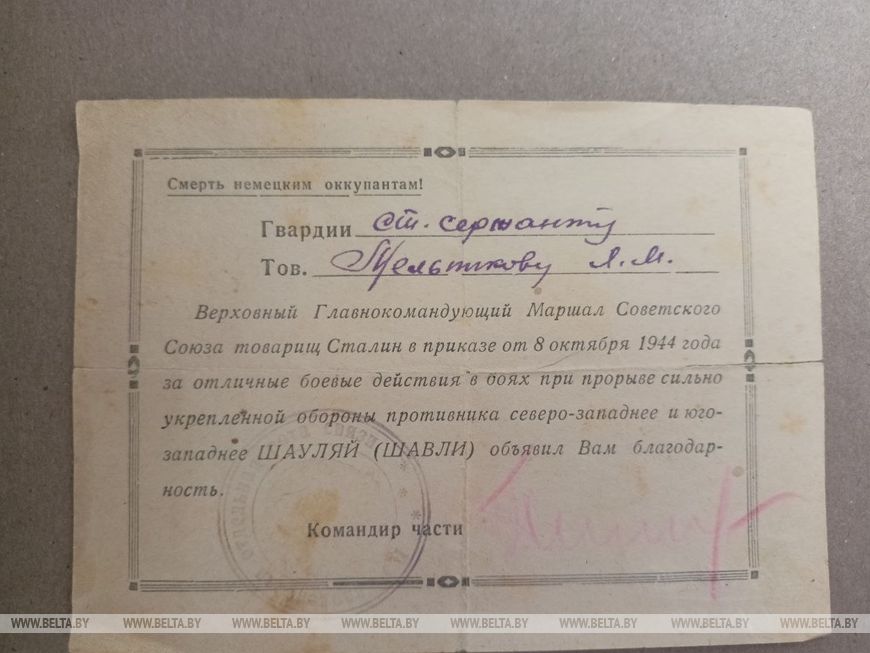 Смерть немецким оккупантам!
Гвардии ст. сержанту
Тов. Мельникову Л. М.
Верховный Главнокомандующий Маршал Советского
Союза товарищ Сталин в приказе от 8 октября 1944 года
за отличные боевые действия в боях при прорыве сильно
укрепленной обороны противника северо-западнее и юго-
западнее ШАУЛЯЙ (ШАВЛИ) объявил Вам благодар-
ность.
Командир части
WWW.BELTA.BY WWW.BELTA.BY WWW.BELTA.BY WWW.BELTA.BY WWW.BELTA.BY WWW.BELTA.BY WWW.BELTA.BY WWW.BELTA.BY